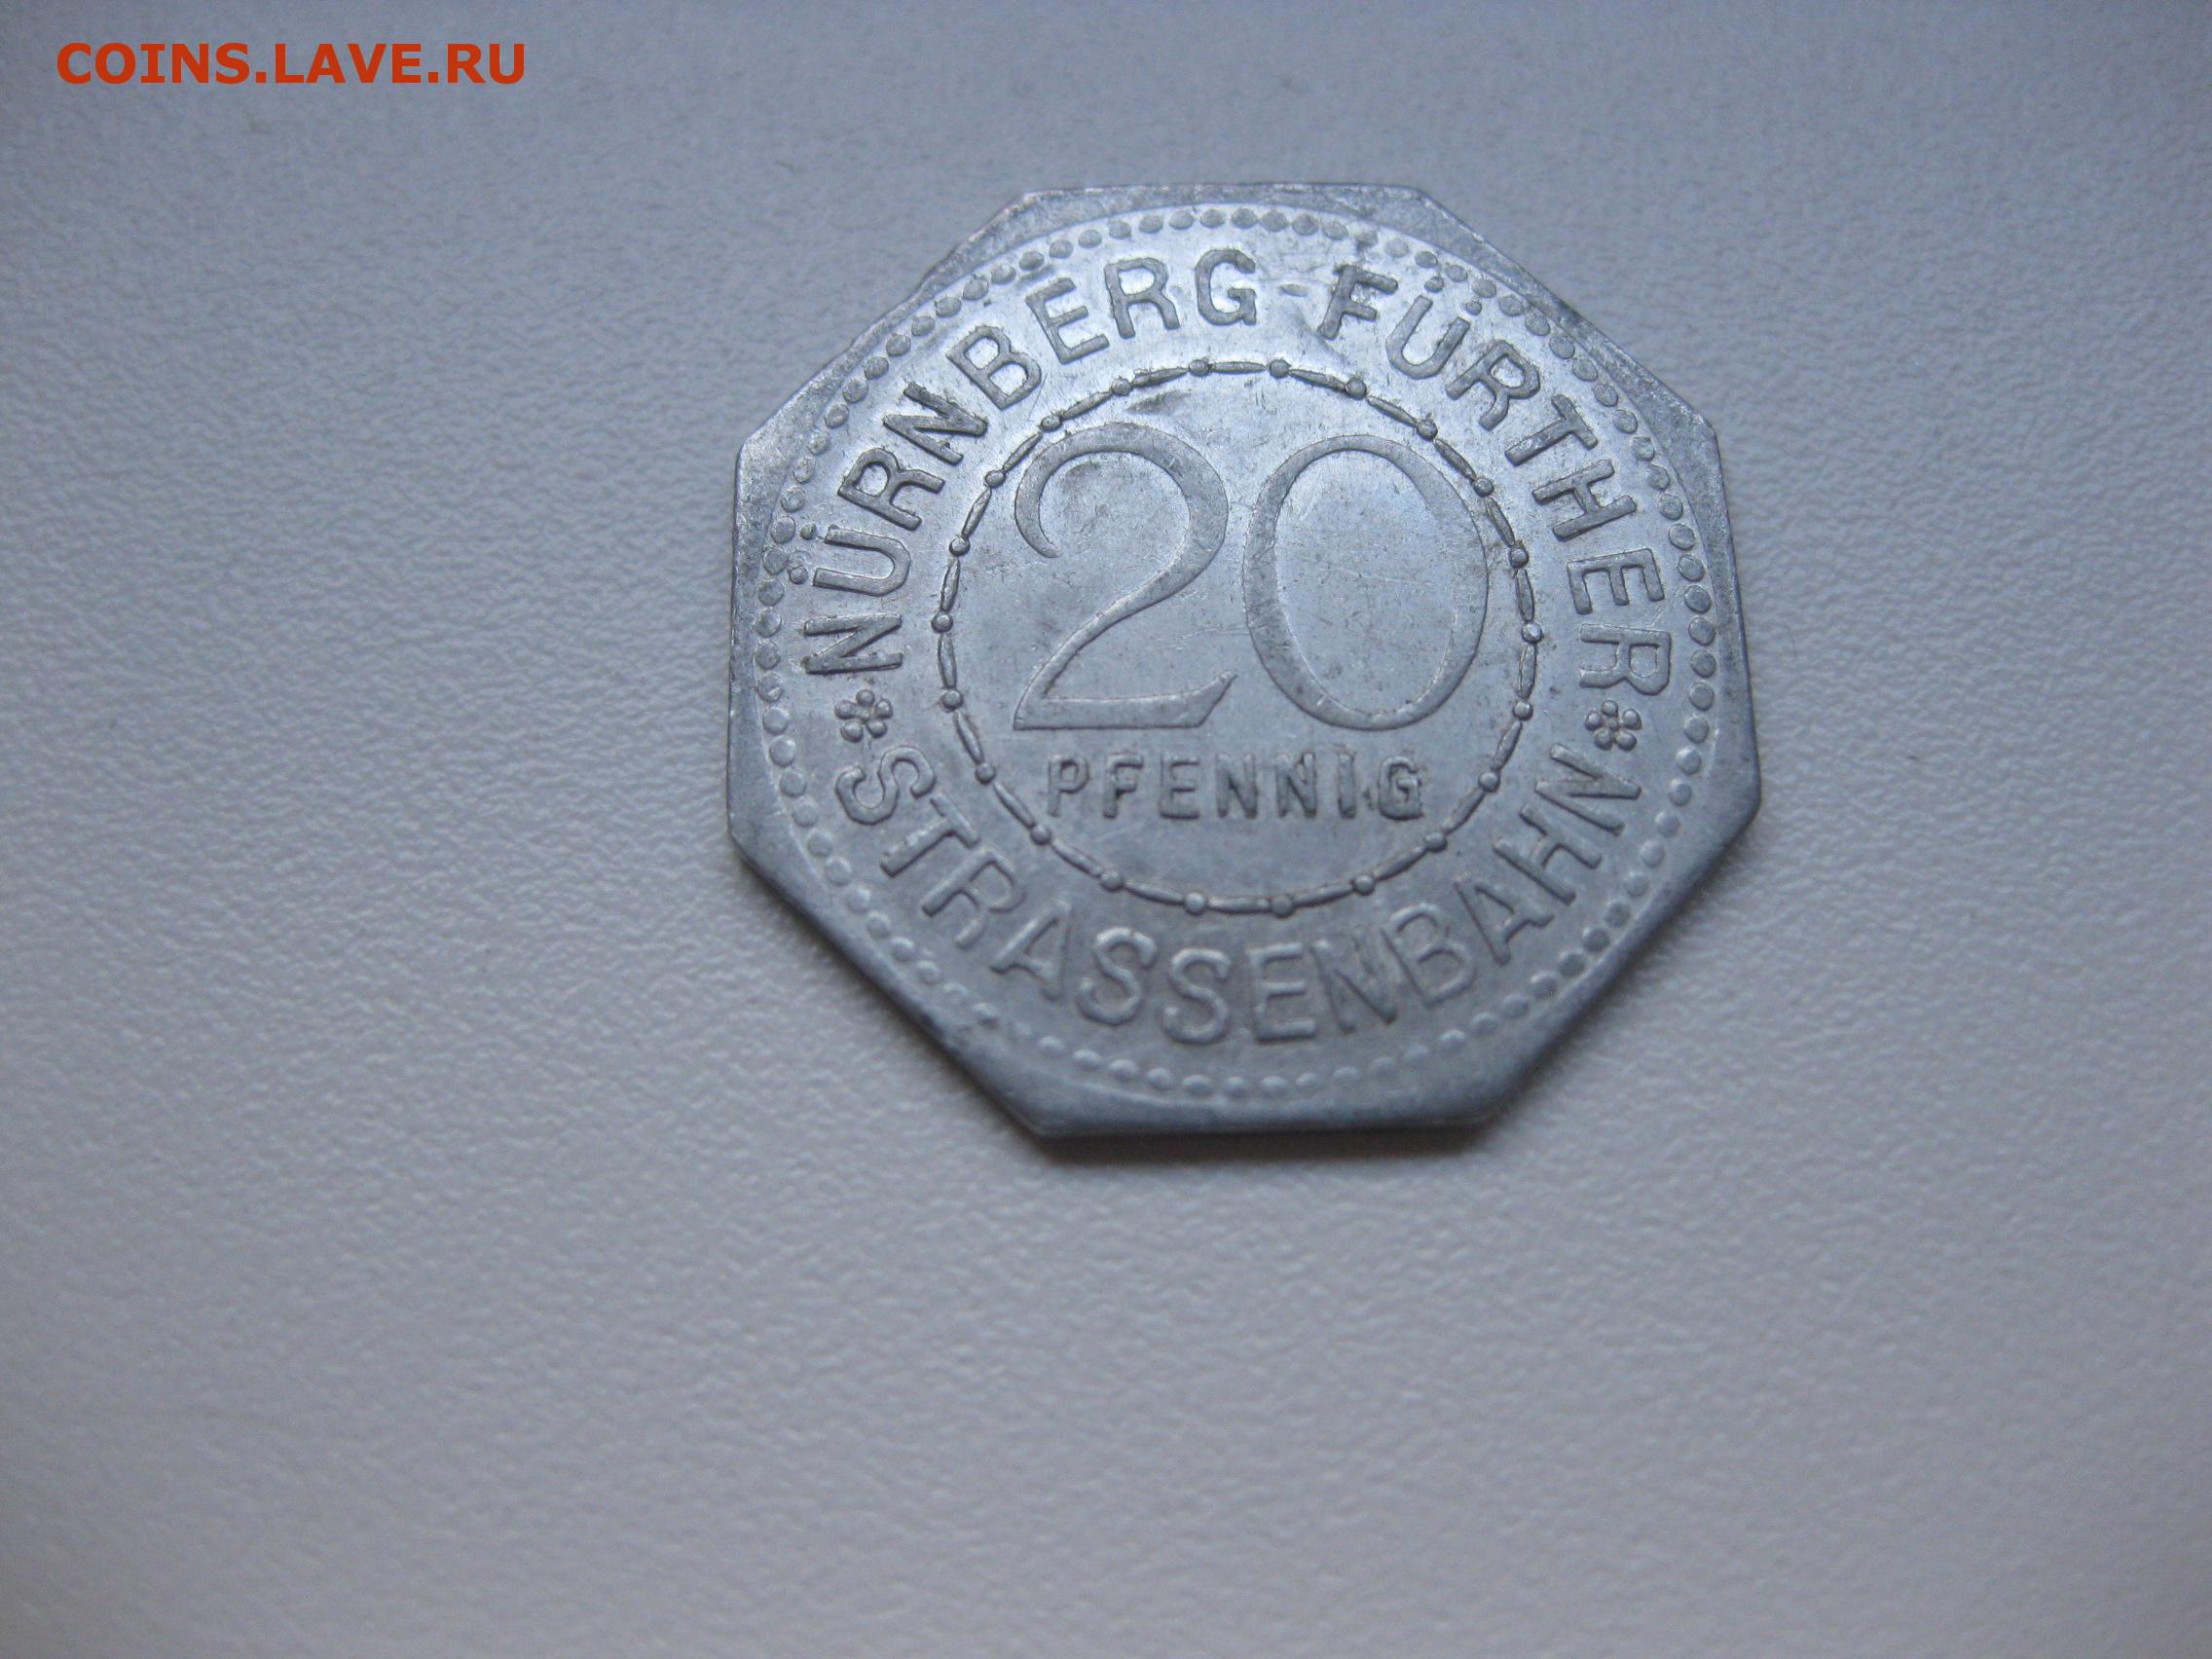 COINS.LAVE.RU
NÜRNBERG-FÜRTHER
20
PFENNIG
STRASSENBAHN